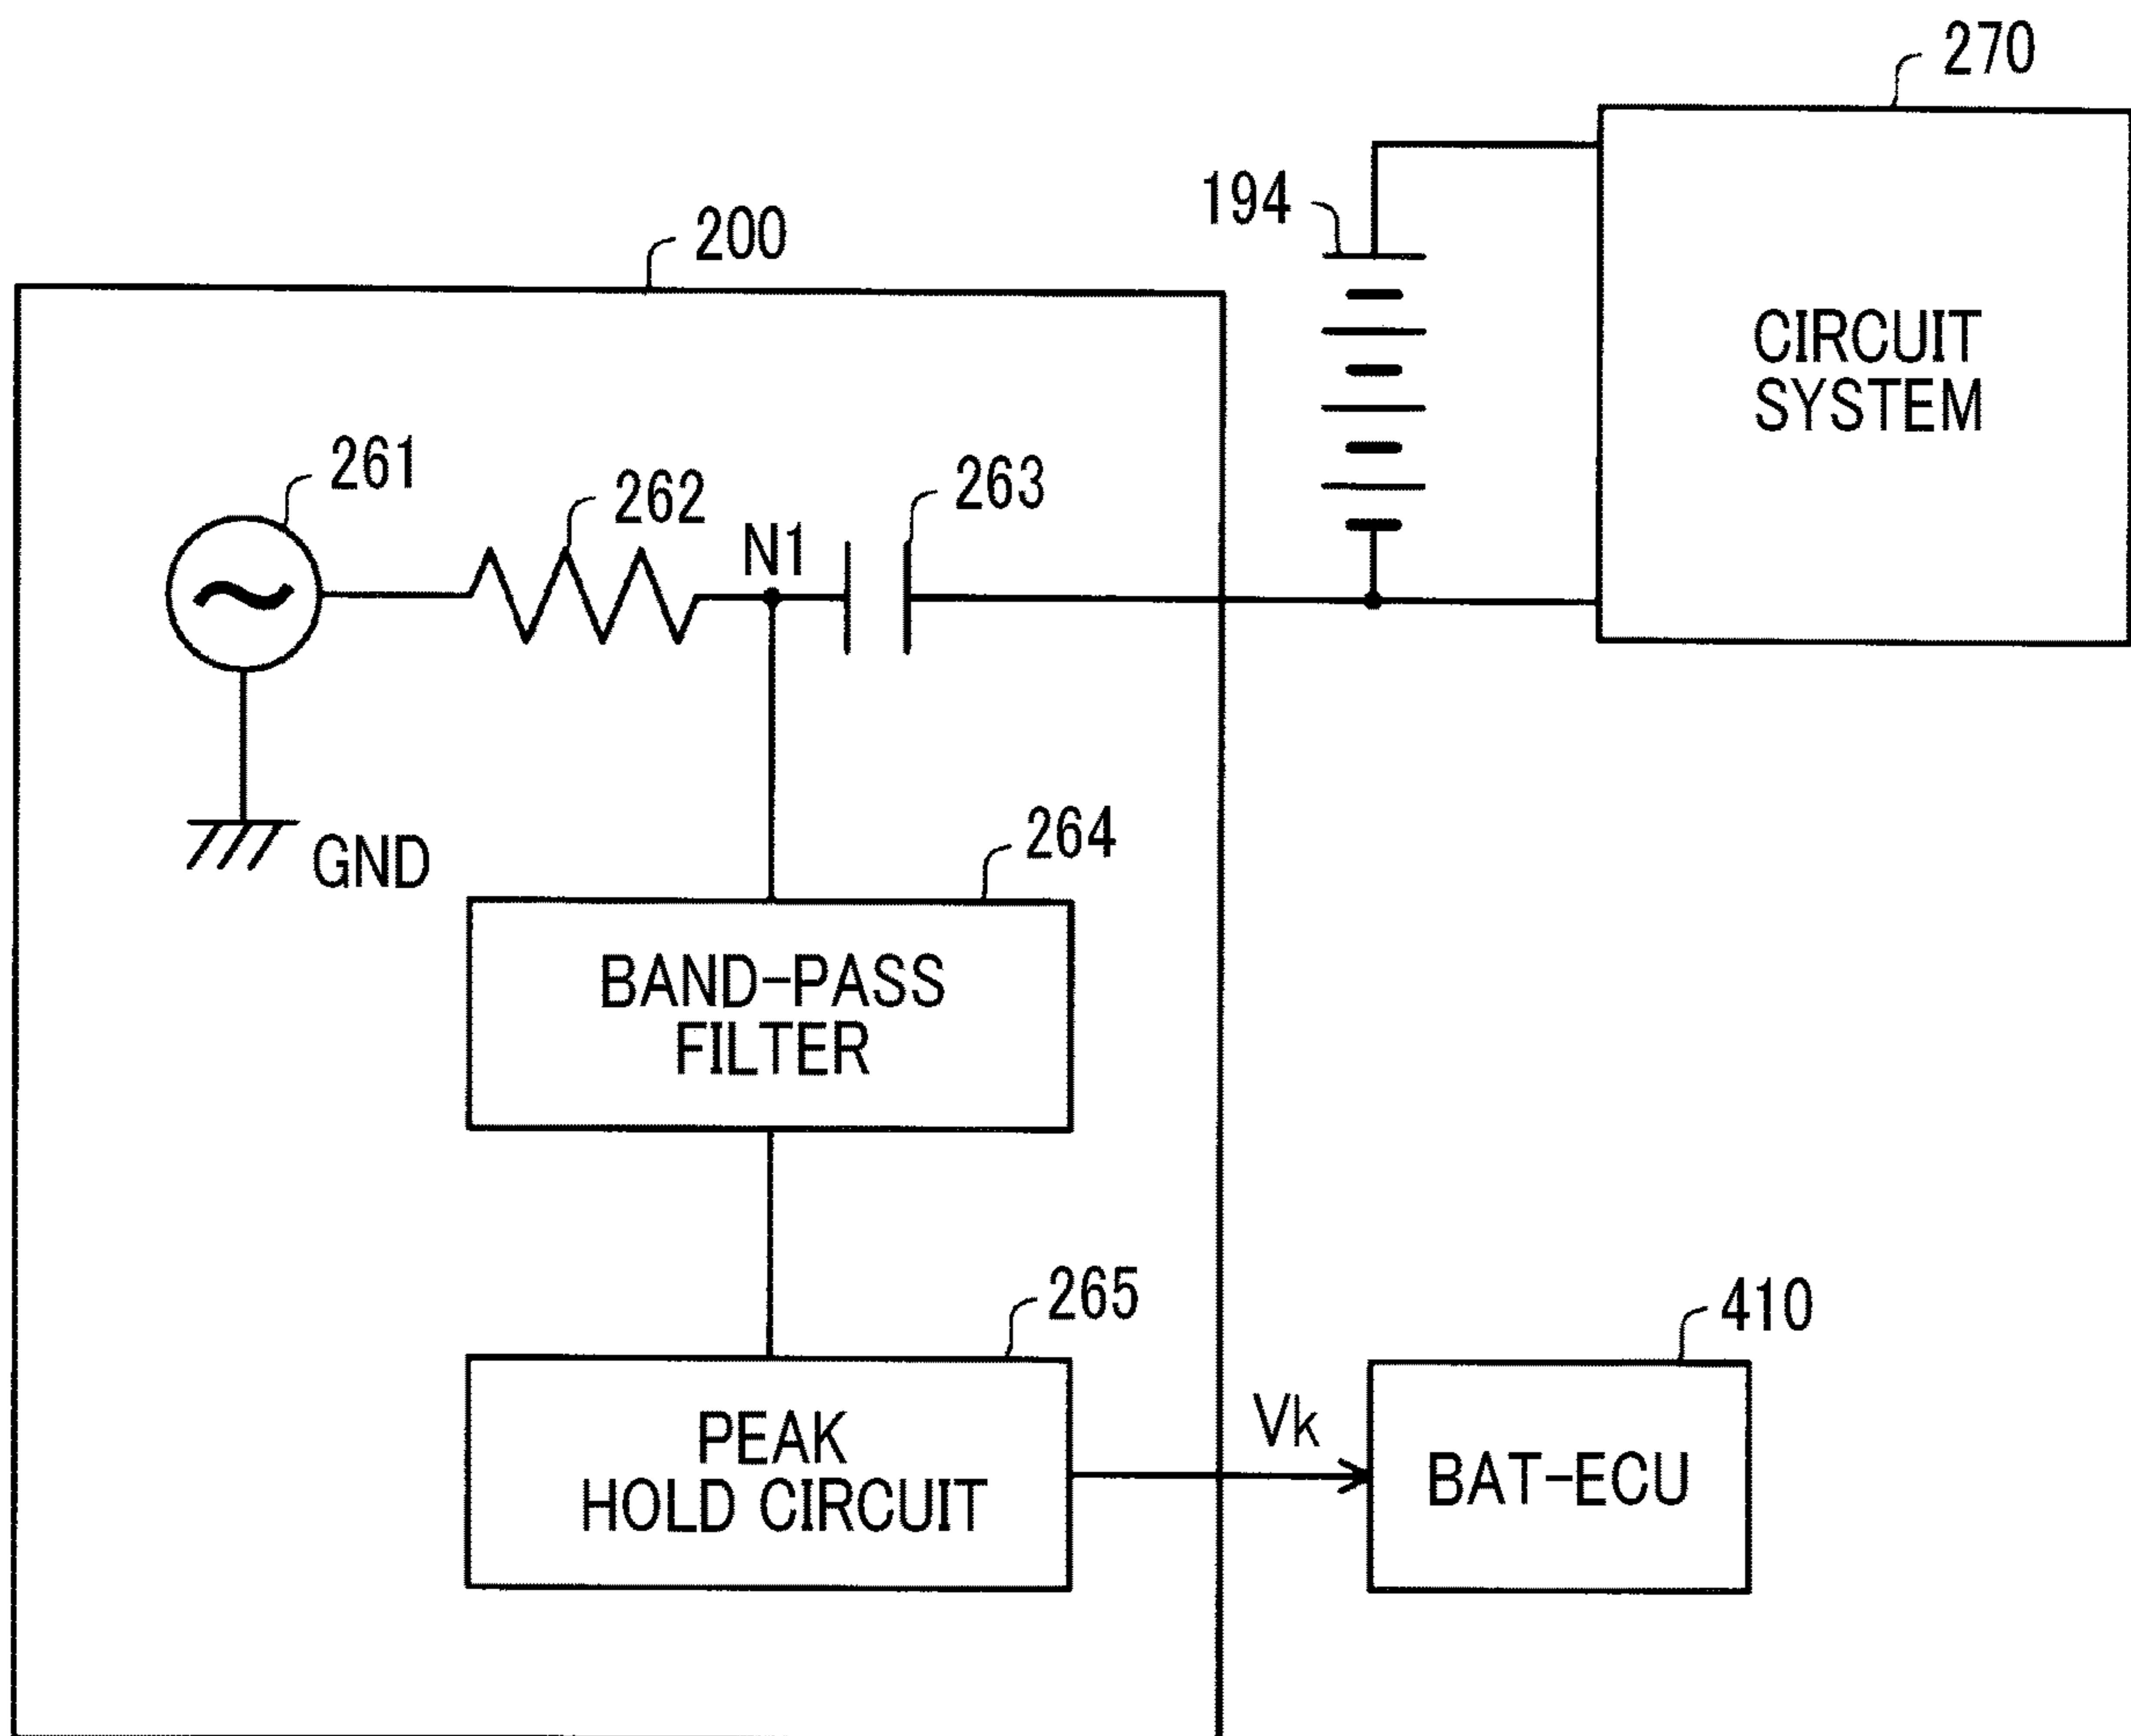 270
194
200
CIRCUIT
SYSTEM
261
262
N1
263
GND
264
BAND-PASS
FILTER
265
410
PEAK
HOLD CIRCUIT
Vk
BAT-ECU